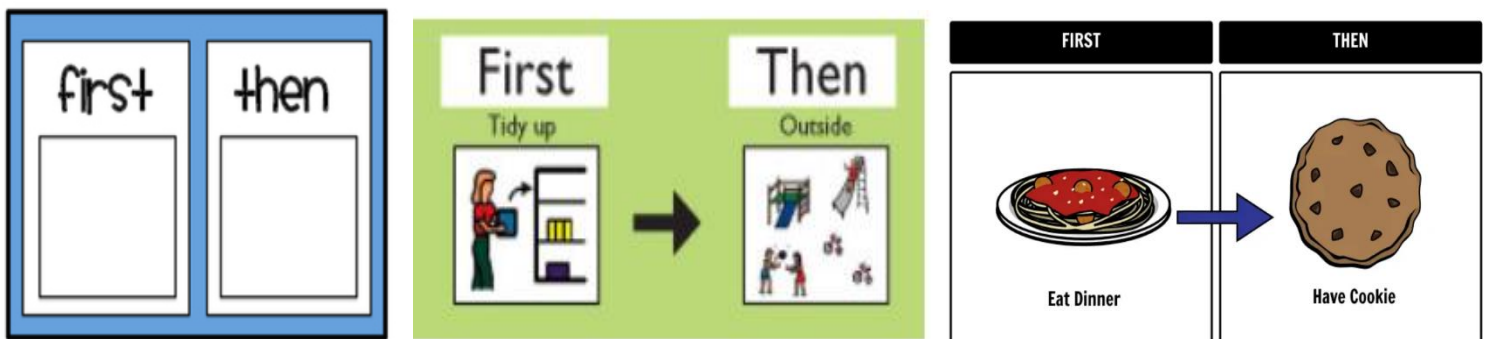 first then
First Then
Tidy up Outside
FIRST THEN
Eat Dinner Have Cookie